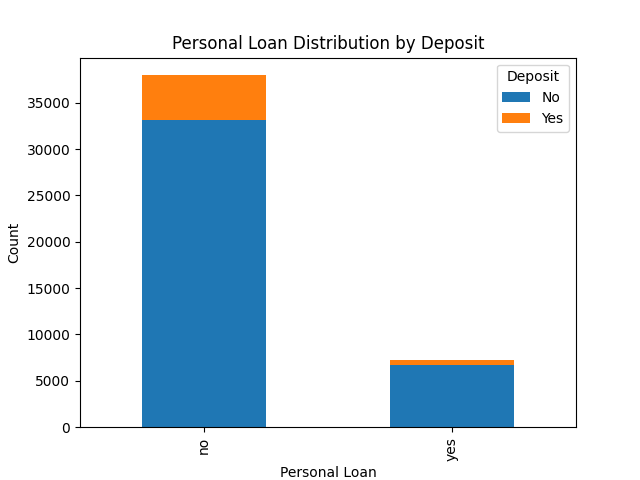 Personal Loan Distribution by Deposit
Deposit
No
Yes
35000
30000
25000
20000
15000
10000
5000
0
Count
no
yes
Personal Loan